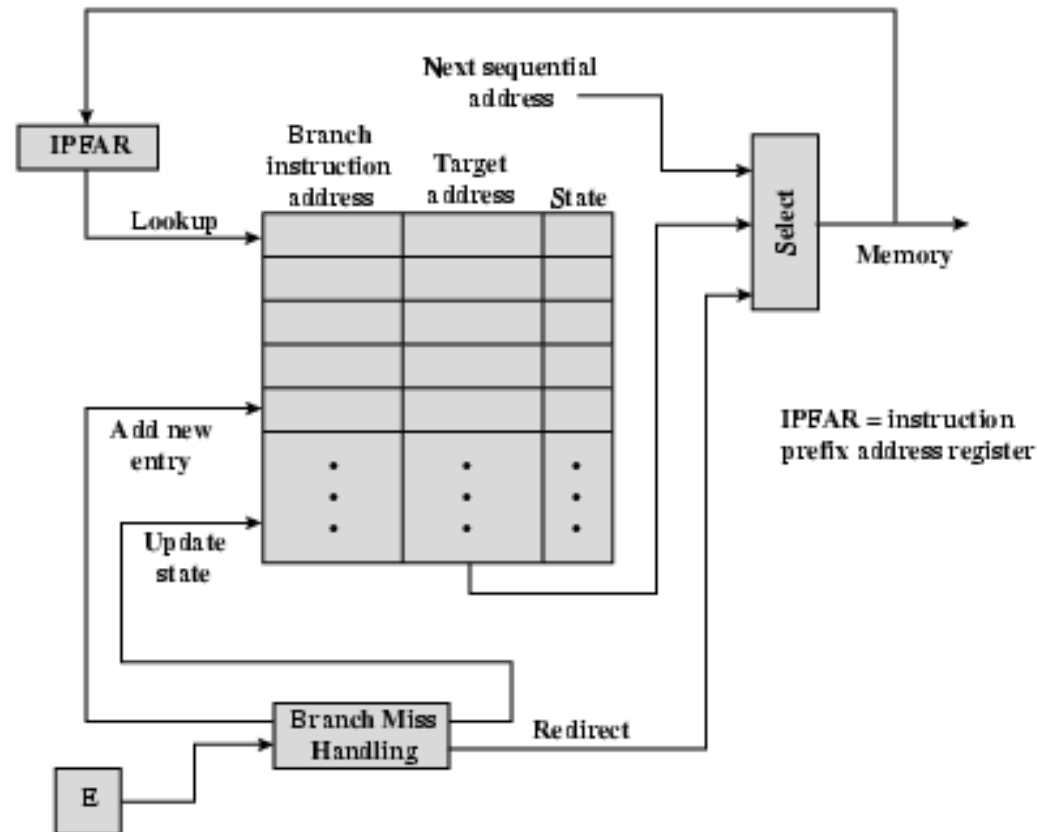 Next sequential
address
IPFAR
Branch
instruction
address
Target
address
State
Lookup
Select
Memory
Add new
entry
IPFAR = instruction
prefix address register
Update
state
Branch Miss
Handling
Redirect
E